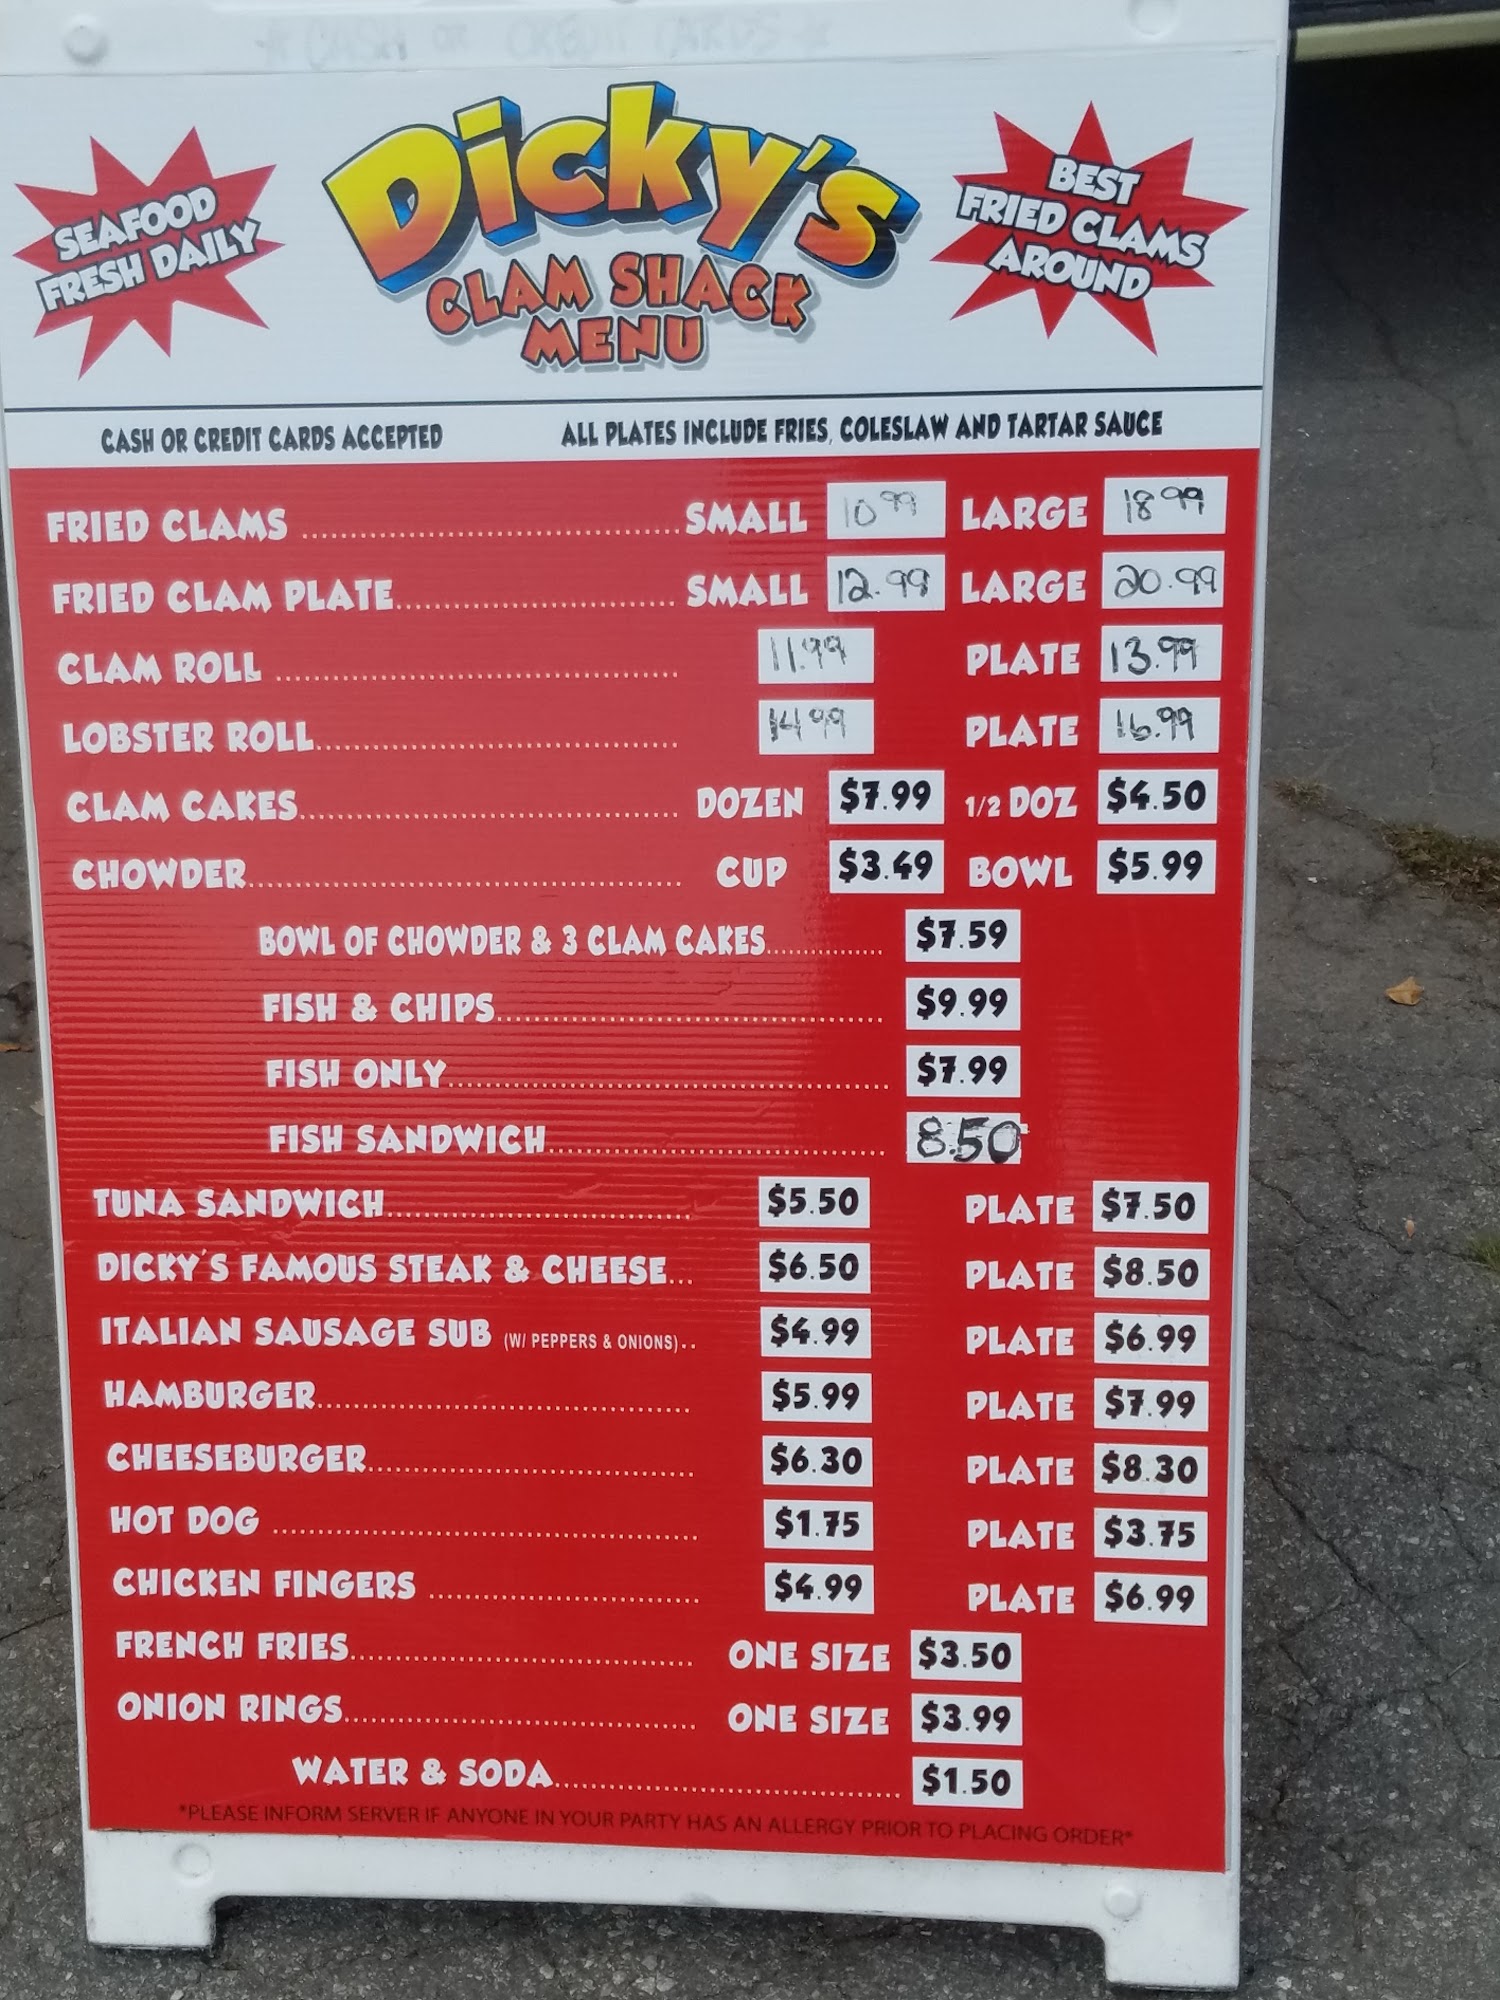 * CASH OR CREDIT CARDS *
SEAFOOD
FRESH DAILY
Dicky's
CLAM SHACK
MENU
BEST
FRIED CLAMS
AROUND
CASH OR CREDIT CARDS ACCEPTED ALL PLATES INCLUDE FRIES, COLESLAW AND TARTAR SAUCE
FRIED CLAMS ........ SMALL 10 99 LARGE 18 99
FRIED CLAM PLATE........ SMALL 12.99 LARGE 20.99
CLAM ROLL ........ 11.99 PLATE 13.99
LOBSTER ROLL........ 14 99 PLATE 16.99
CLAM CAKES........ DOZEN $7.99 1/2 DOZ $4.50
CHOWDER........ CUP $3.49 BOWL $5.99
BOWL OF CHOWDER & 3 CLAM CAKES........ $7.59
FISH & CHIPS........ $9.99
FISH ONLY........ $7.99
FISH SANDWICH........ 8.50
TUNA SANDWICH........ $5.50 PLATE $7.50
DICKY'S FAMOUS STEAK & CHEESE... $6.50 PLATE $8.50
ITALIAN SAUSAGE SUB (W/ PEPPERS & ONIONS).. $4.99 PLATE $6.99
HAMBURGER........ $5.99 PLATE $7.99
CHEESEBURGER........ $6.30 PLATE $8.30
HOT DOG ........ $1.75 PLATE $3.75
CHICKEN FINGERS ........ $4.99 PLATE $6.99
FRENCH FRIES........ ONE SIZE $3.50
ONION RINGS........ ONE SIZE $3.99
WATER & SODA........ $1.50
*PLEASE INFORM SERVER IF ANYONE IN YOUR PARTY HAS AN ALLERGY PRIOR TO PLACING ORDER*